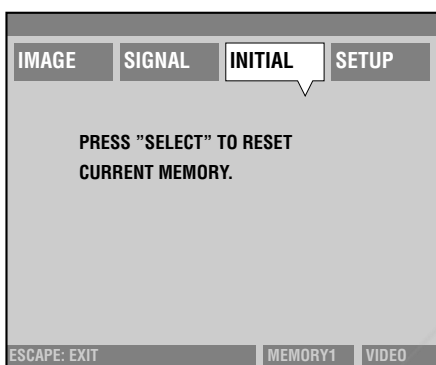 IMAGE SIGNAL INITIAL SETUP
PRESS ”SELECT” TO RESET
CURRENT MEMORY.
ESCAPE: EXIT MEMORY1 VIDEO